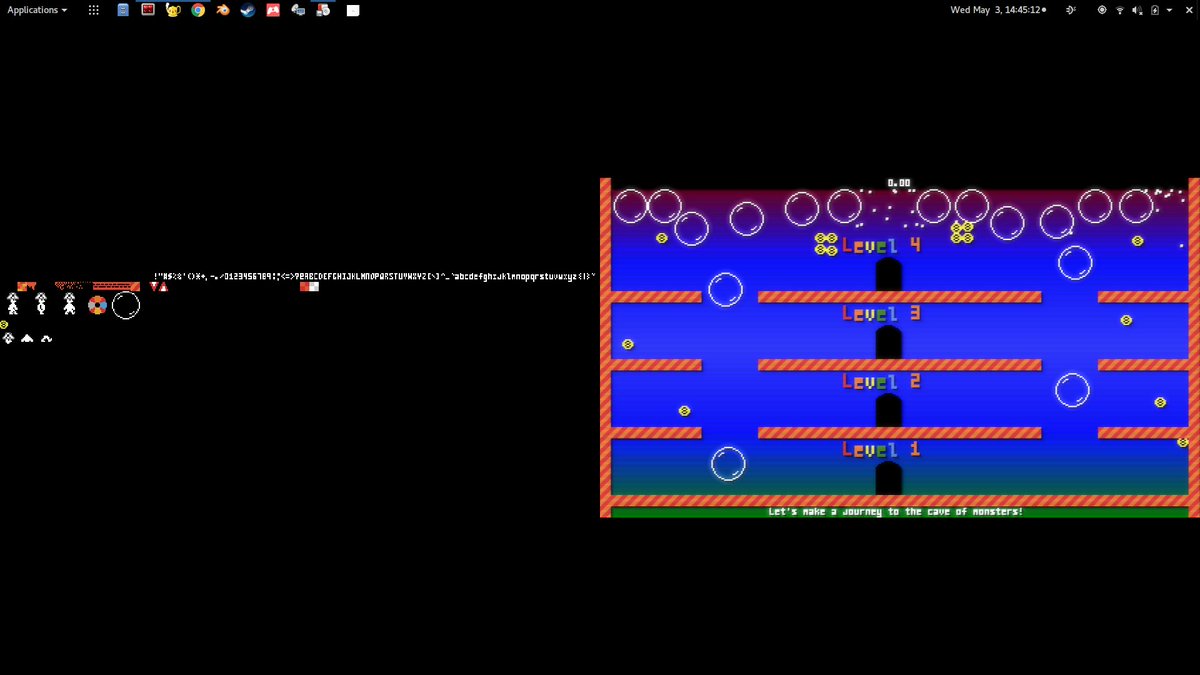 Applications
Wed May 3, 14:45:12
0.00
Level 4
Level 3
Level 2
Level 1
Let's make a journey to the cave of monsters!